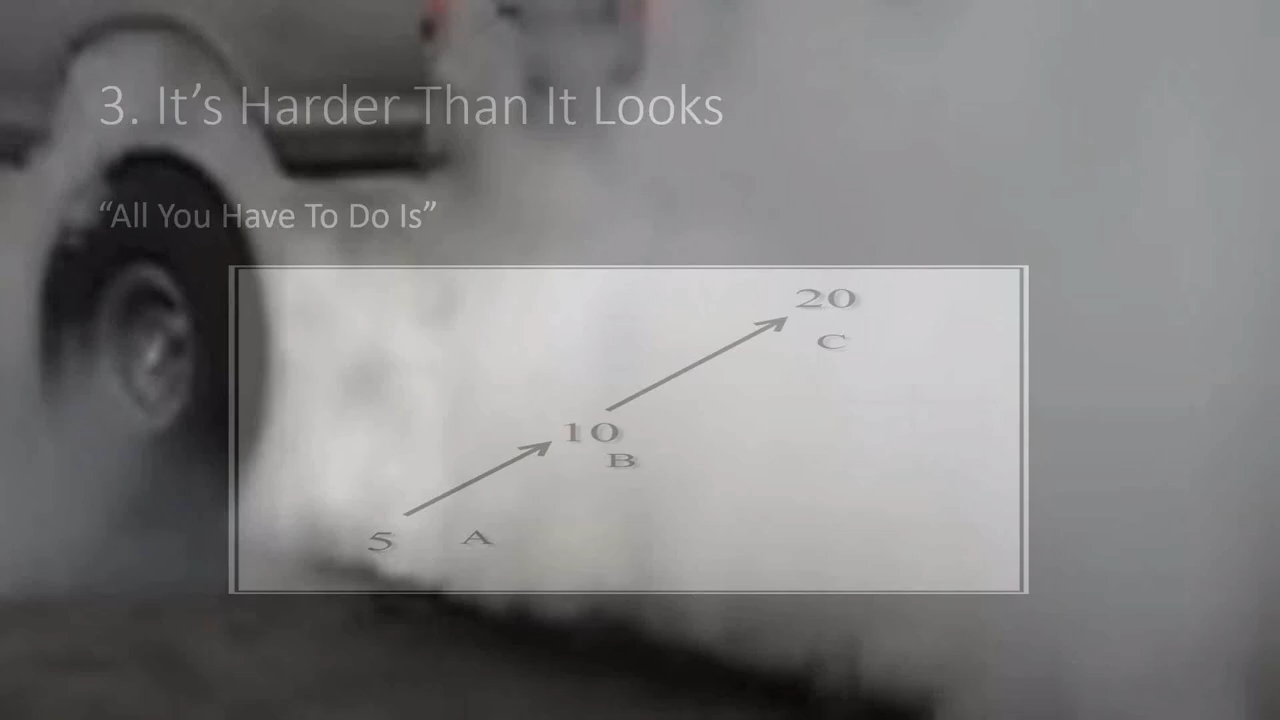 3. It’s Harder Than It Looks
“All You Have To Do Is”
20
C
10
B
5 A